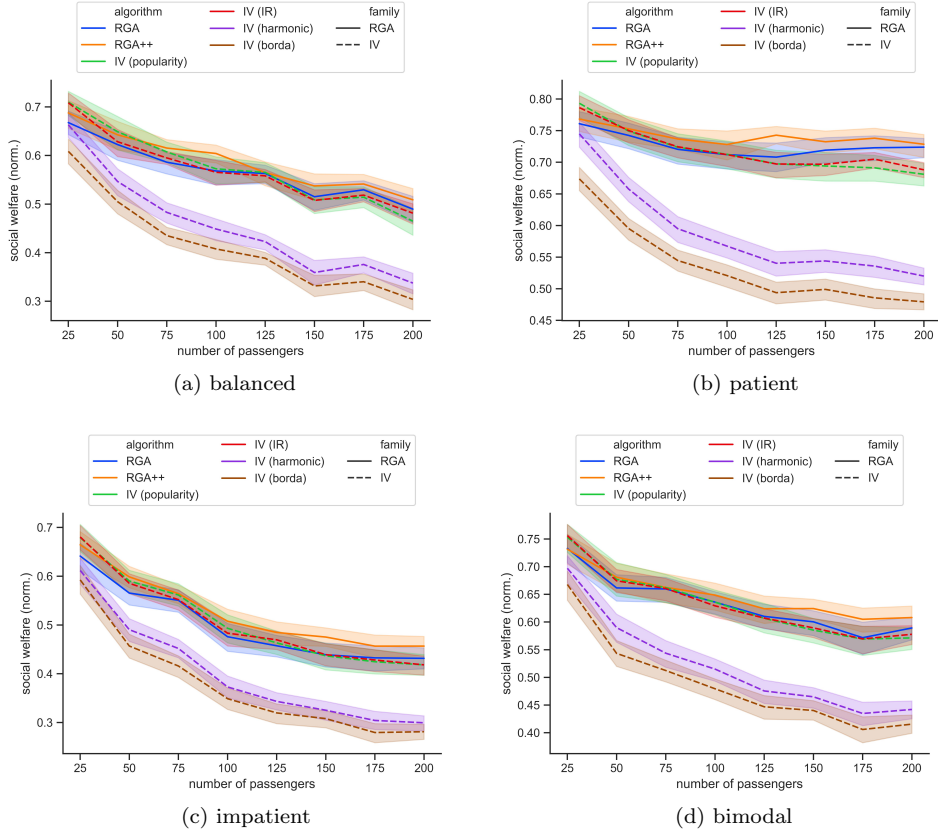 algorithm
RGA
RGA++
IV (popularity)
IV (IR)
IV (harmonic)
IV (borda)
family
RGA
IV
social welfare (norm.)
0.7
0.6
0.5
0.4
0.3
25 50 75 100 125 150 175 200
number of passengers
(a) balanced
algorithm
RGA
RGA++
IV (popularity)
IV (IR)
IV (harmonic)
IV (borda)
family
RGA
IV
social welfare (norm.)
0.80
0.75
0.70
0.65
0.60
0.55
0.50
0.45
25 50 75 100 125 150 175 200
number of passengers
(b) patient
algorithm
RGA
RGA++
IV (popularity)
IV (IR)
IV (harmonic)
IV (borda)
family
RGA
IV
social welfare (norm.)
0.7
0.6
0.5
0.4
0.3
25 50 75 100 125 150 175 200
number of passengers
(c) impatient
algorithm
RGA
RGA++
IV (popularity)
IV (IR)
IV (harmonic)
IV (borda)
family
RGA
IV
social welfare (norm.)
0.75
0.70
0.65
0.60
0.55
0.50
0.45
0.40
25 50 75 100 125 150 175 200
number of passengers
(d) bimodal